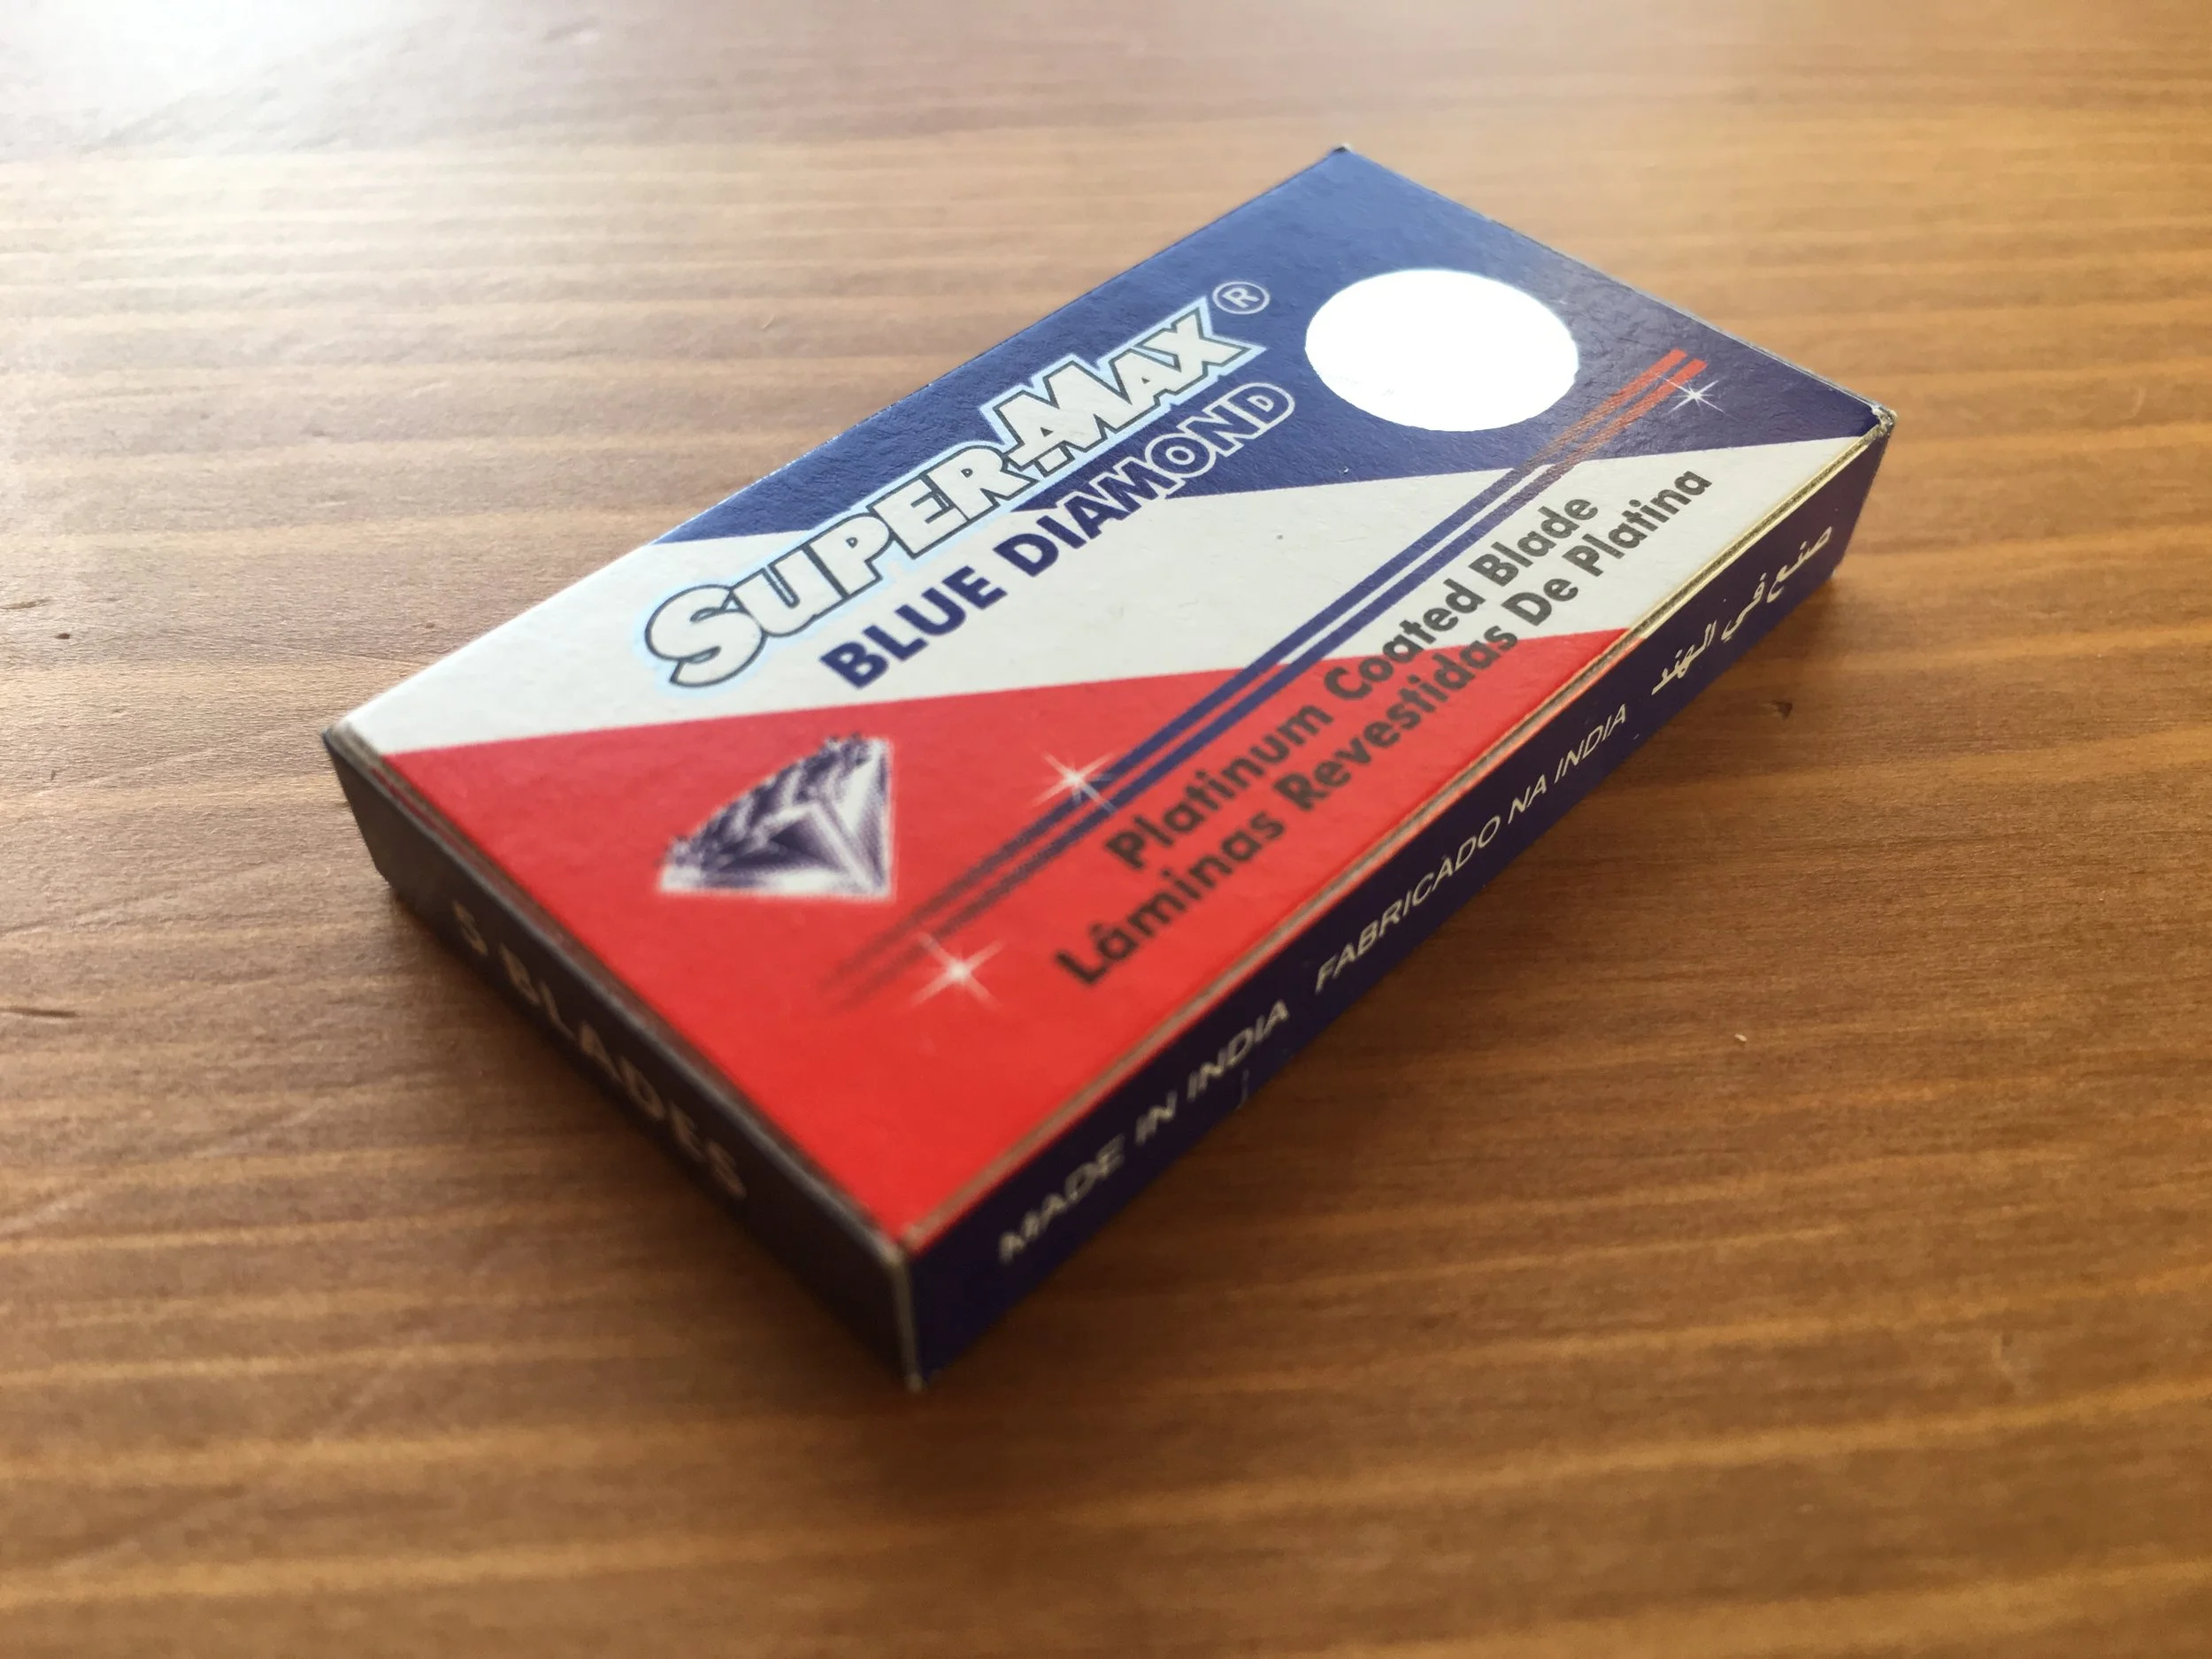 SUPER-MAX®
BLUE DIAMOND
Platinum Coated Blade
Lâminas Revestidas De Platina
5 BLADES
MADE IN INDIA FABRICADO NA INDIA صنع في الهند